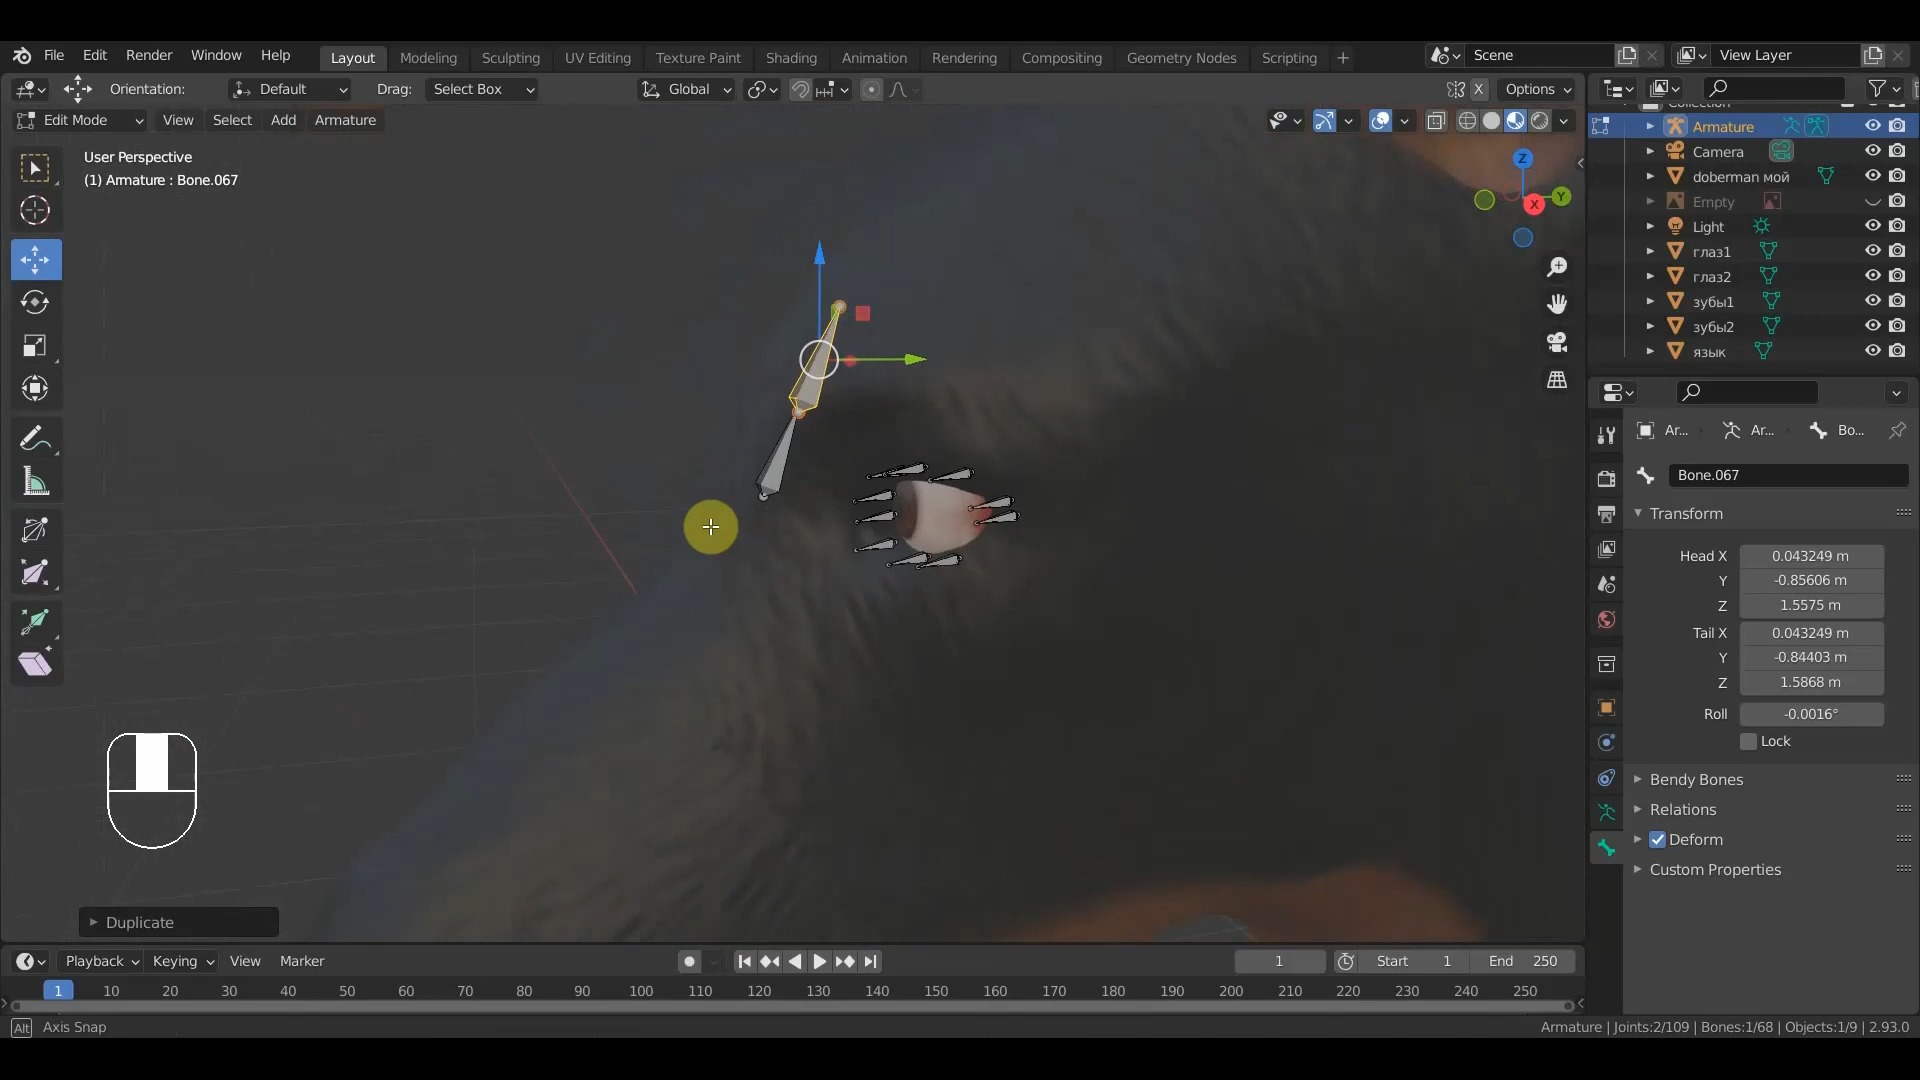 File Edit Render Window Help Layout Modeling Sculpting UV Editing Texture Paint Shading Animation Rendering Compositing Geometry Nodes Scripting + Scene View Layer
Orientation: Default Drag: Select Box Global X Options
Edit Mode View Select Add Armature
User Perspective
(1) Armature : Bone.067
Z
Y
X
Collection
Armature
Camera
doberman мой
Empty
Light
глаз1
глаз2
зубы1
зубы2
язык
Ar... Ar... Bo...
Bone.067
Transform
Head X 0.043249 m
Y -0.85606 m
Z 1.5575 m
Tail X 0.043249 m
Y -0.84403 m
Z 1.5868 m
Roll -0.0016°
Lock
Bendy Bones
Relations
Deform
Custom Properties
Duplicate
Playback Keying View Marker 1 Start 1 End 250
1 10 20 30 40 50 60 70 80 90 100 110 120 130 140 150 160 170 180 190 200 210 220 230 240 250
Alt Axis Snap Armature | Joints:2/109 | Bones:1/68 | Objects:1/9 | 2.93.0